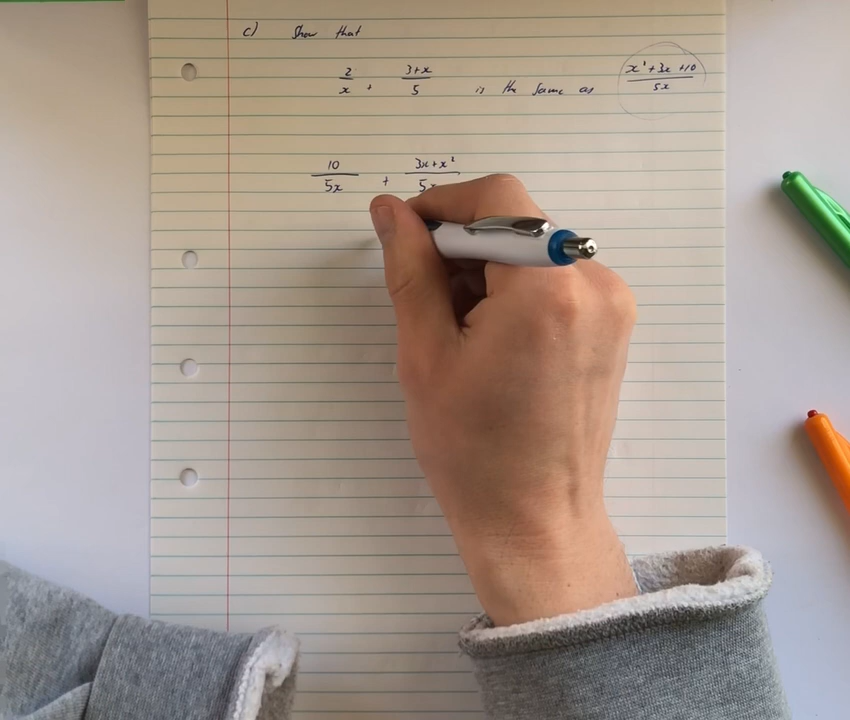 c) Show that
2/x + 3+x/5 is the same as x²+3x+10/5x
10/5x + 3x+x²/5x